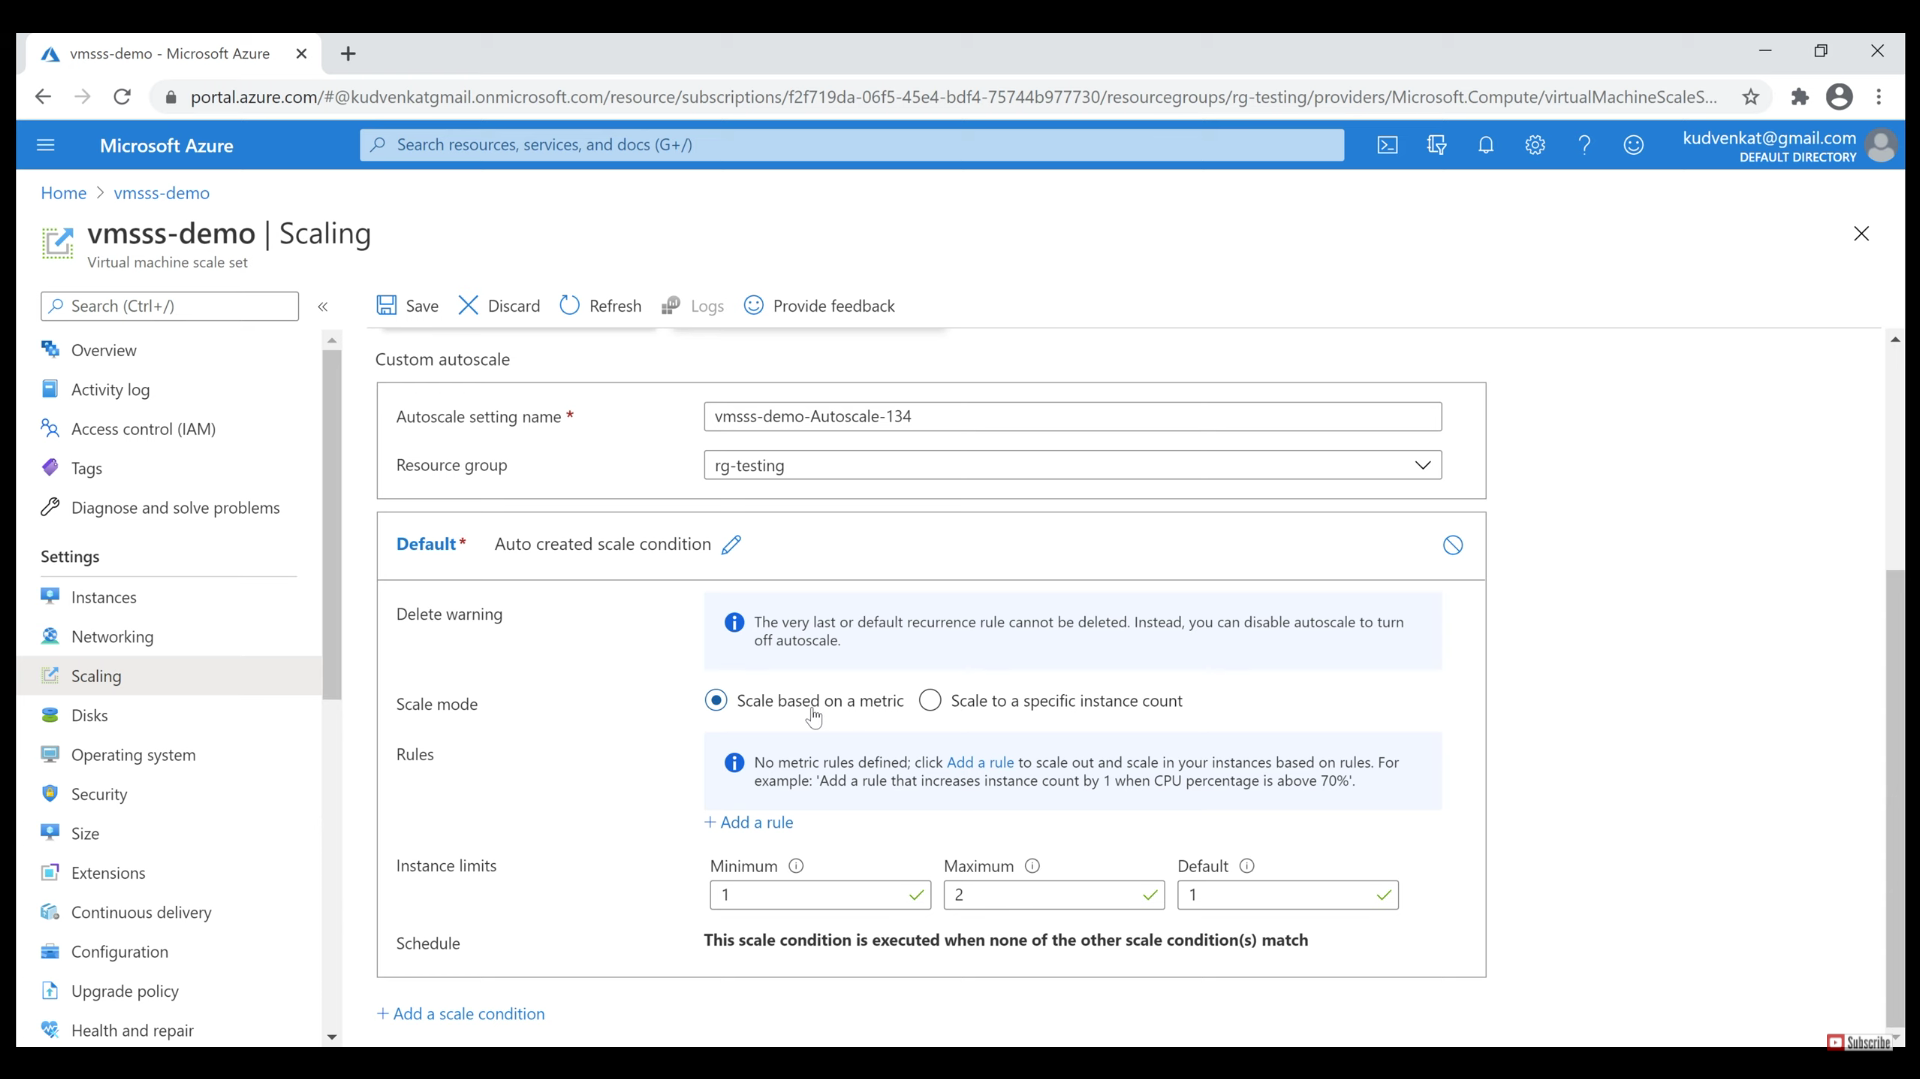 vmsss-demo - Microsoft Azure
portal.azure.com/#@kudvenkatgmail.onmicrosoft.com/resource/subscriptions/f2f719da-06f5-45e4-bdf4-75744b977730/resourcegroups/rg-testing/providers/Microsoft.Compute/virtualMachineScaleS...
Microsoft Azure
Search resources, services, and docs (G+/)
kudvenkat@gmail.com
DEFAULT DIRECTORY
Home > vmsss-demo
vmsss-demo | Scaling
Virtual machine scale set
Search (Ctrl+/)
«
Save
Discard
Refresh
Logs
Provide feedback
Overview
Activity log
Access control (IAM)
Tags
Diagnose and solve problems
Settings
Instances
Networking
Scaling
Disks
Operating system
Security
Size
Extensions
Continuous delivery
Configuration
Upgrade policy
Health and repair
Custom autoscale
Autoscale setting name *
vmsss-demo-Autoscale-134
Resource group
rg-testing
Default* Auto created scale condition
Delete warning
The very last or default recurrence rule cannot be deleted. Instead, you can disable autoscale to turn
off autoscale.
Scale mode
Scale based on a metric
Scale to a specific instance count
Rules
No metric rules defined; click Add a rule to scale out and scale in your instances based on rules. For
example: 'Add a rule that increases instance count by 1 when CPU percentage is above 70%'.
+ Add a rule
Instance limits
Minimum
Maximum
Default
1
2
1
Schedule
This scale condition is executed when none of the other scale condition(s) match
+ Add a scale condition
Subscribe